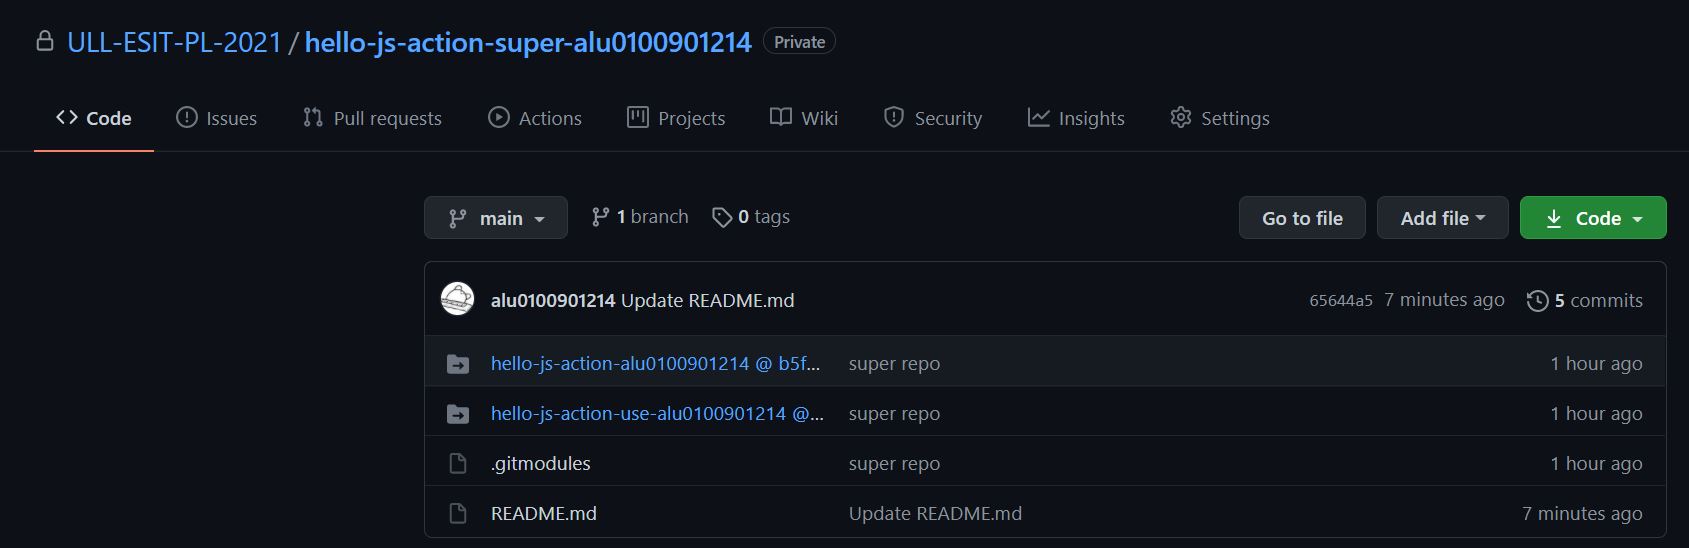 ULL-ESIT-PL-2021 / hello-js-action-super-alu0100901214 Private
Code Issues Pull requests Actions Projects Wiki Security Insights Settings
main 1 branch 0 tags Go to file Add file Code
alu0100901214 Update README.md 65644a5 7 minutes ago 5 commits
hello-js-action-alu0100901214 @ b5f... super repo 1 hour ago
hello-js-action-use-alu0100901214 @... super repo 1 hour ago
.gitmodules super repo 1 hour ago
README.md Update README.md 7 minutes ago